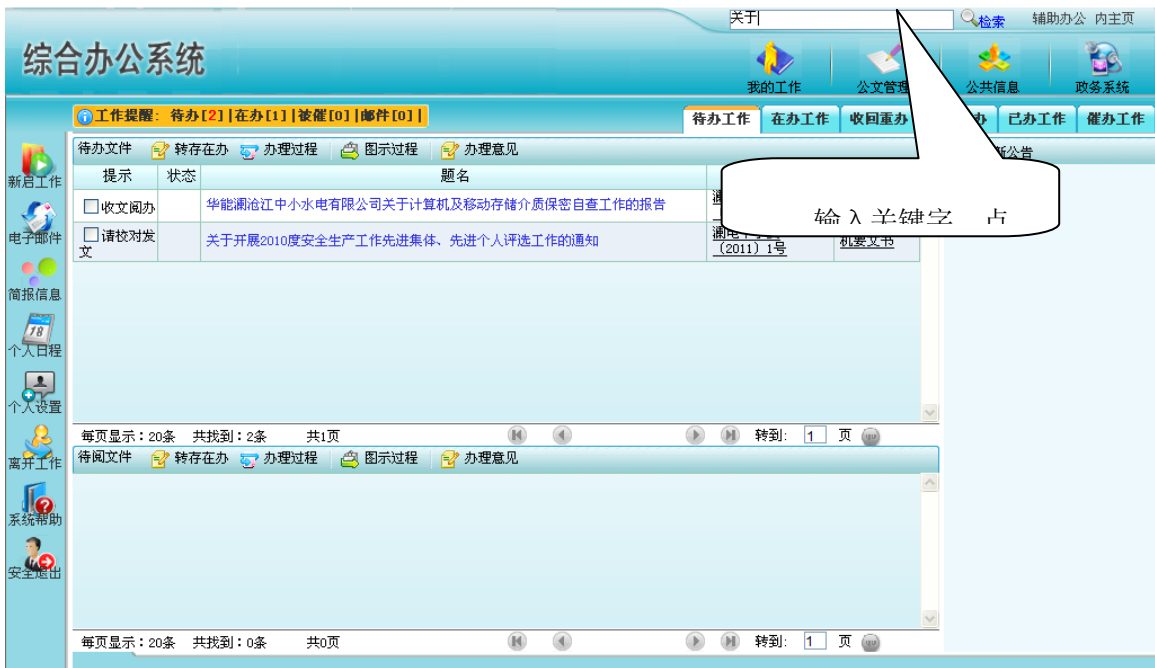 关于
检索 辅助办公 内主页
综合办公系统
我的工作 公文管理 公共信息 政务系统
工作提醒: 待办[2]|在办[1]|被催[0]|邮件[0]|
待办工作 在办工作 收回重办 办 已办工作 催办工作
待办文件 转存在办 办理过程 图示过程 办理意见
公告
提示 状态 题名
收文阅办 华能澜沧江中小水电有限公司关于计算机及移动存储介质保密自查工作的报告
请校对发文 关于开展2010度安全生产工作先进集体、先进个人评选工作的通知
(2011) 1号 机要文书
输入关键字 点
新启工作
电子邮件
简报信息
18
个人日程
个人设置
离开工作
系统帮助
安全退出
每页显示:20条 共找到:2条 共1页 转到: 1 页
待阅文件 转存在办 办理过程 图示过程 办理意见
每页显示:20条 共找到:0条 共0页 转到: 1 页